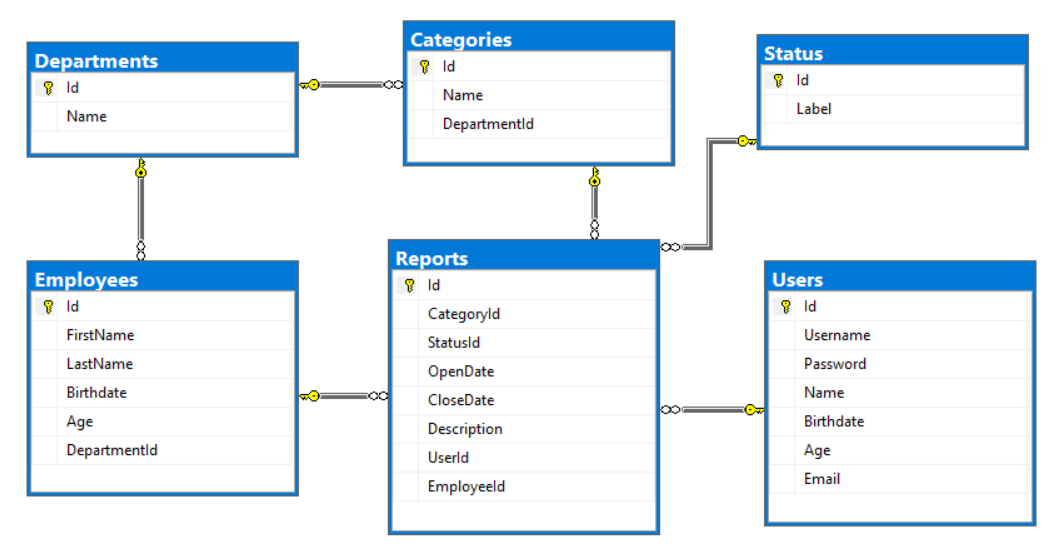 Departments
Id
Name
Categories
Id
Name
DepartmentId
Status
Id
Label
Employees
Id
FirstName
LastName
Birthdate
Age
DepartmentId
Reports
Id
CategoryId
StatusId
OpenDate
CloseDate
Description
UserId
EmployeeId
Users
Id
Username
Password
Name
Birthdate
Age
Email